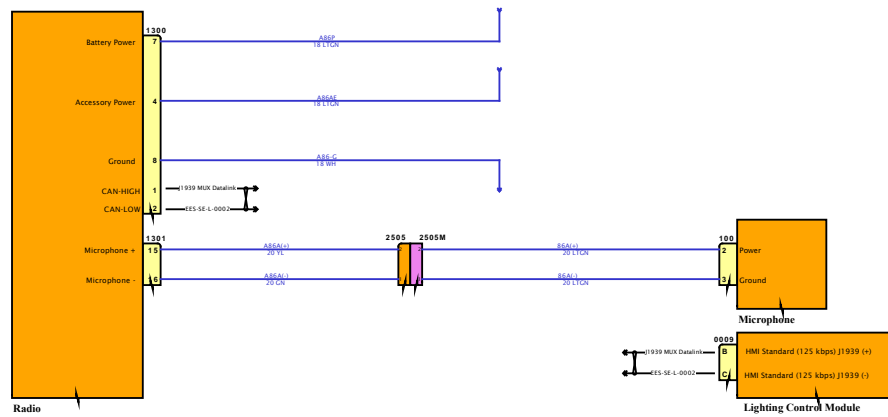 1300
Battery Power
7
A86P
18 LTGN
Accessory Power
4
A86AE
18 LTGN
Ground
8
A86-G
18 WH
CAN-HIGH
1
J1939 MUX Datalink
CAN-LOW
2
EES-SE-L-0002
1301
Microphone +
15
A86A(+)
20 YL
2505
2505M
86A(+)
20 LTGN
100
2
Power
Microphone -
16
A86A(-)
20 GN
86A(-)
20 LTGN
3
Ground
Microphone
0009
J1939 MUX Datalink
B
HMI Standard (125 kbps) J1939 (+)
EES-SE-L-0002
C
HMI Standard (125 kbps) J1939 (-)
Radio
Lighting Control Module